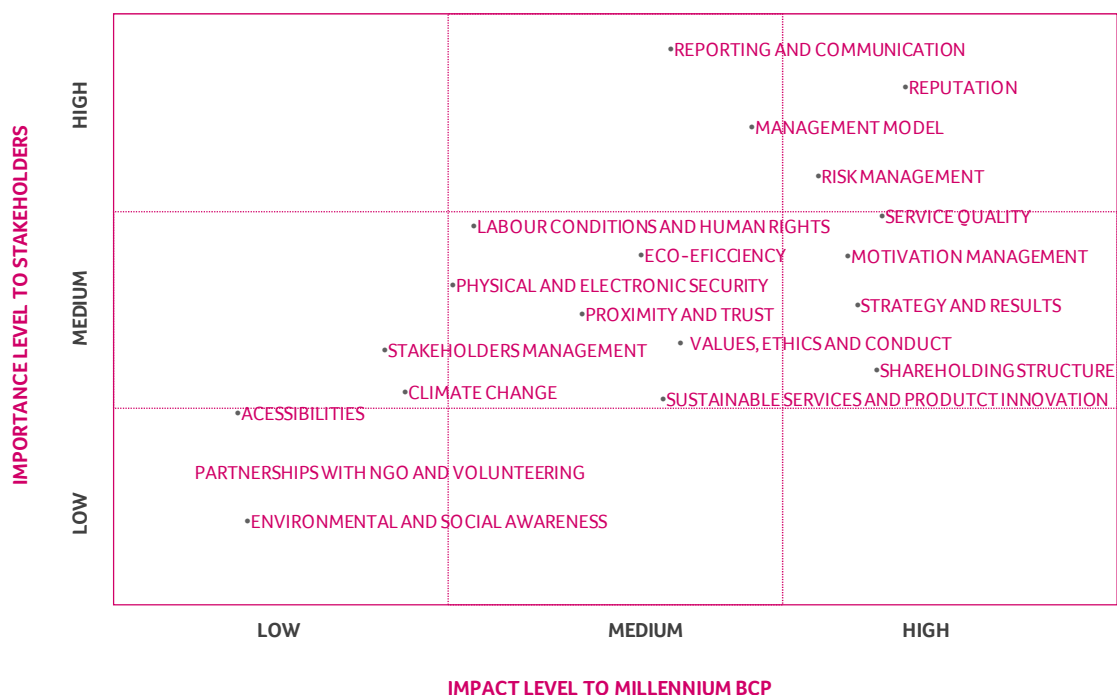 REPORTING AND COMMUNICATION
REPUTATION
MANAGEMENT MODEL
RISK MANAGEMENT
SERVICE QUALITY
LABOUR CONDITIONS AND HUMAN RIGHTS
ECO-EFICCIENCY
MOTIVATION MANAGEMENT
PHYSICAL AND ELECTRONIC SECURITY
STRATEGY AND RESULTS
PROXIMITY AND TRUST
VALUES, ETHICS AND CONDUCT
STAKEHOLDERS MANAGEMENT
SHAREHOLDING STRUCTURE
CLIMATE CHANGE
SUSTAINABLE SERVICES AND PRODUTCT INNOVATION
ACESSIBILITIES
PARTNERSHIPS WITH NGO AND VOLUNTEERING
ENVIRONMENTAL AND SOCIAL AWARENESS
IMPORTANCE LEVEL TO STAKEHOLDERS
HIGH
MEDIUM
LOW
LOW
MEDIUM
HIGH
IMPACT LEVEL TO MILLENNIUM BCP